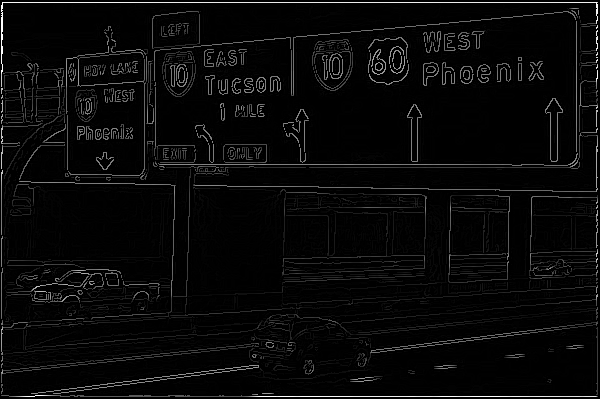 HOV LANE
10 WEST
Phoenix
LEFT
10 EAST
Tucson
1 MILE
EXIT ONLY
10 60 WEST
Phoenix